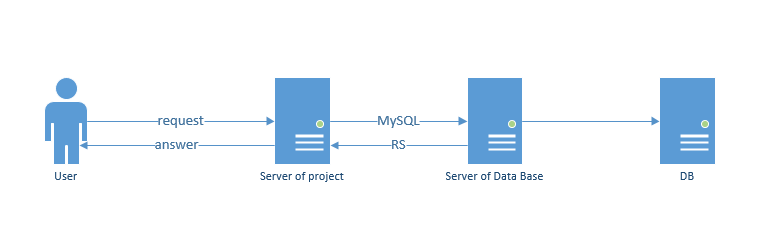 request
MySQL
answer
RS
User
Server of project
Server of Data Base
DB